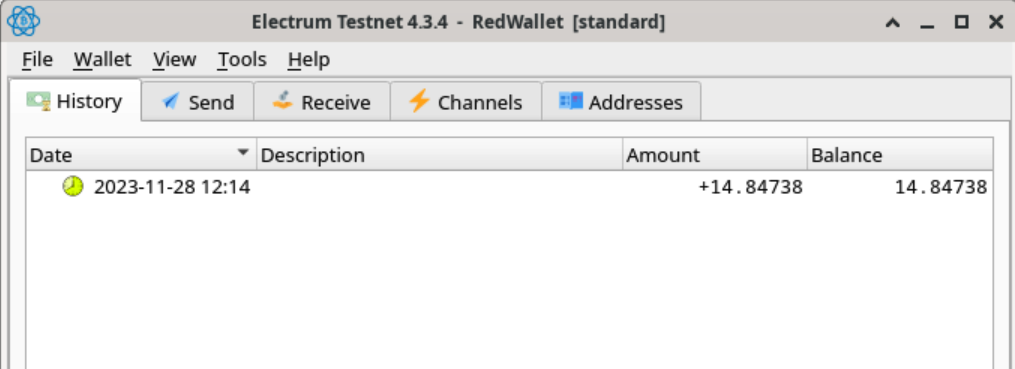 Electrum Testnet 4.3.4 - RedWallet [standard]
File Wallet View Tools Help
History Send Receive Channels Addresses
Date Description Amount Balance
2023-11-28 12:14 +14.84738 14.84738